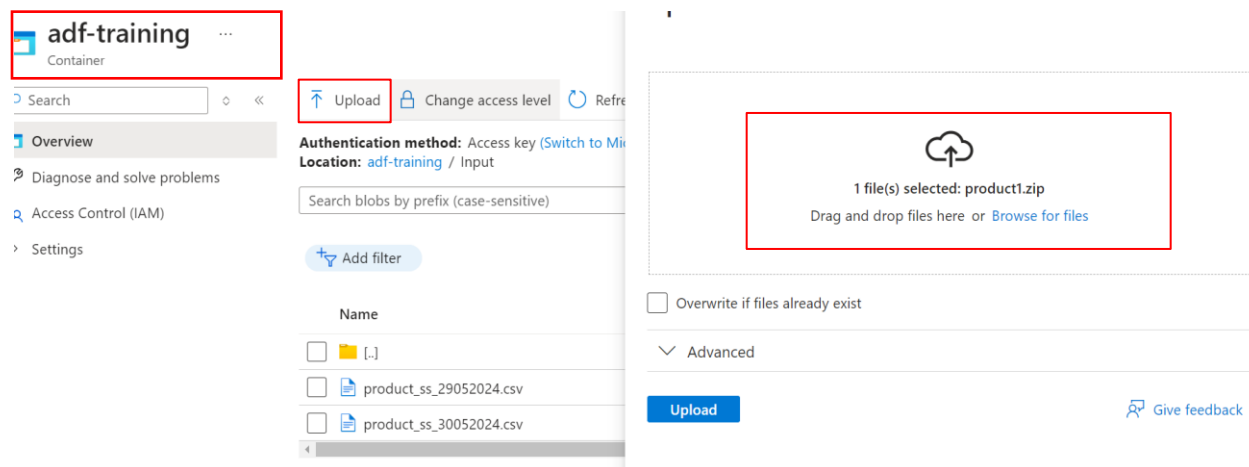 adf-training ...
Container
Search
Overview
Diagnose and solve problems
Access Control (IAM)
Settings
Upload Change access level
Authentication method: Access key (Switch to
Location: adf-training / Input
Search blobs by prefix (case-sensitive)
Add filter
Name
[..]
product_ss_29052024.csv
product_ss_30052024.csv
1 file(s) selected: product1.zip
Drag and drop files here or Browse for files
Overwrite if files already exist
Advanced
Upload
Give feedback